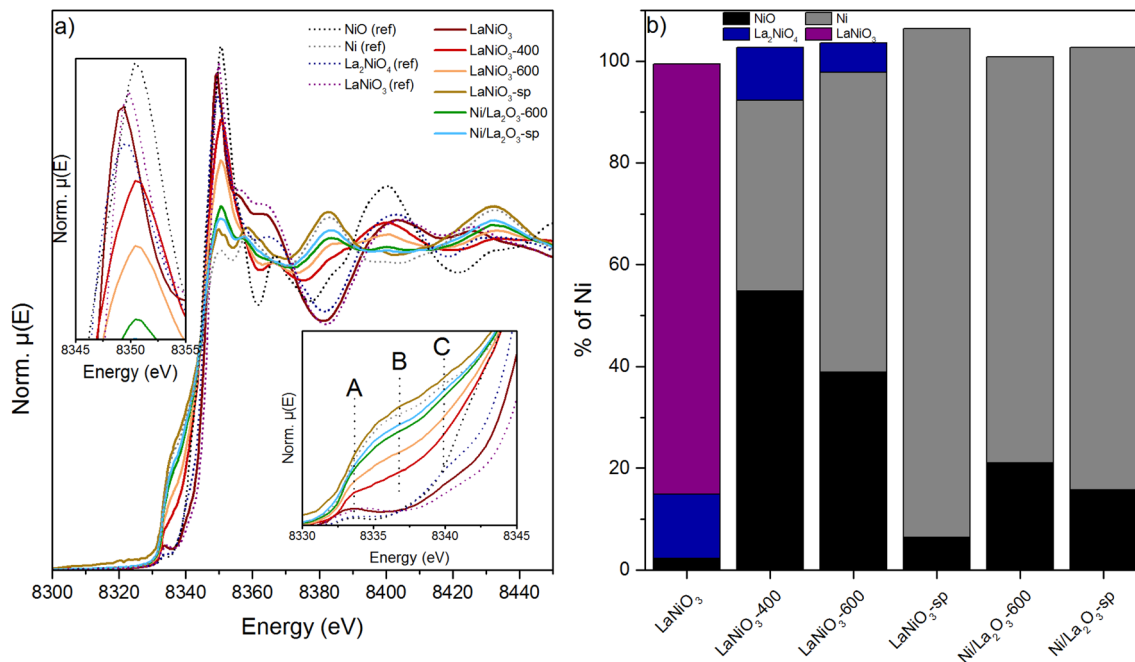 a)
NiO (ref)
Ni (ref)
La₂NiO₄ (ref)
LaNiO₃ (ref)
LaNiO₃
LaNiO₃-400
LaNiO₃-600
LaNiO₃-sp
Ni/La₂O₃-600
Ni/La₂O₃-sp
Norm. μ(E)
8345 8350 8355
Energy (eV)
A B C
Norm. μ(E)
8330 8335 8340 8345
Energy (eV)
Norm. μ(E)
8300 8320 8340 8360 8380 8400 8420 8440
Energy (eV)
b)
NiO Ni
La₂NiO₄ LaNiO₃
% of Ni
100
80
60
40
20
0
LaNiO₃
LaNiO₃-400
LaNiO₃-600
LaNiO₃-sp
Ni/La₂O₃-600
Ni/La₂O₃-sp